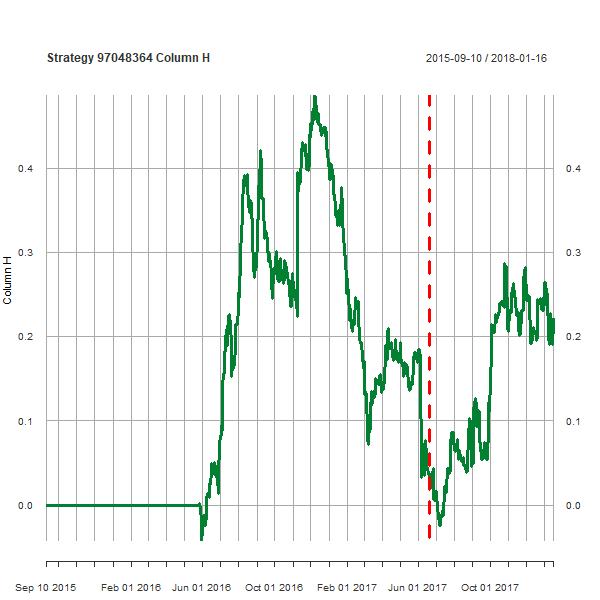 Strategy 97048364 Column H
2015-09-10 / 2018-01-16
Column H
0.4
0.4
0.3
0.3
0.2
0.2
0.1
0.1
0.0
0.0
Sep 10 2015
Feb 01 2016
Jun 01 2016
Oct 01 2016
Feb 01 2017
Jun 01 2017
Oct 01 2017